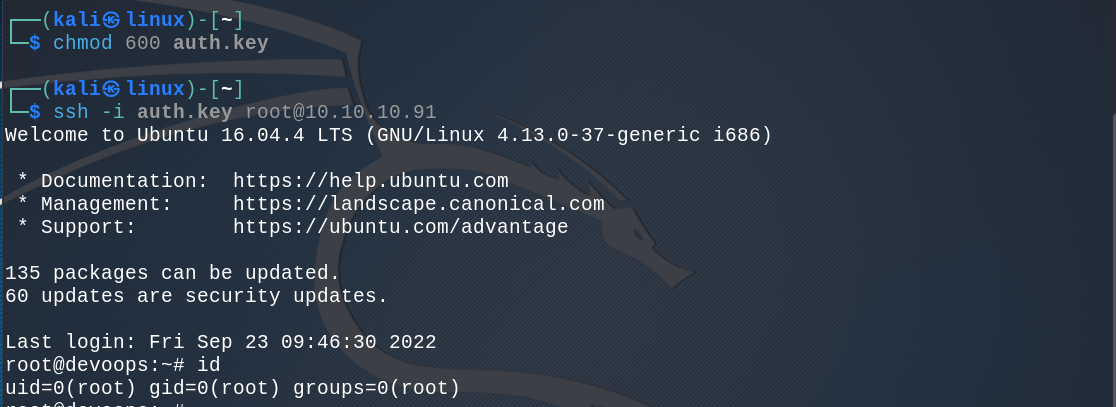 ┌──(kali㉿linux)-[~]
└─$ chmod 600 auth.key
┌──(kali㉿linux)-[~]
└─$ ssh -i auth.key root@10.10.10.91
Welcome to Ubuntu 16.04.4 LTS (GNU/Linux 4.13.0-37-generic i686)
* Documentation:  https://help.ubuntu.com
* Management:     https://landscape.canonical.com
* Support:        https://ubuntu.com/advantage
135 packages can be updated.
60 updates are security updates.
Last login: Fri Sep 23 09:46:30 2022
root@devoops:~# id
uid=0(root) gid=0(root) groups=0(root)